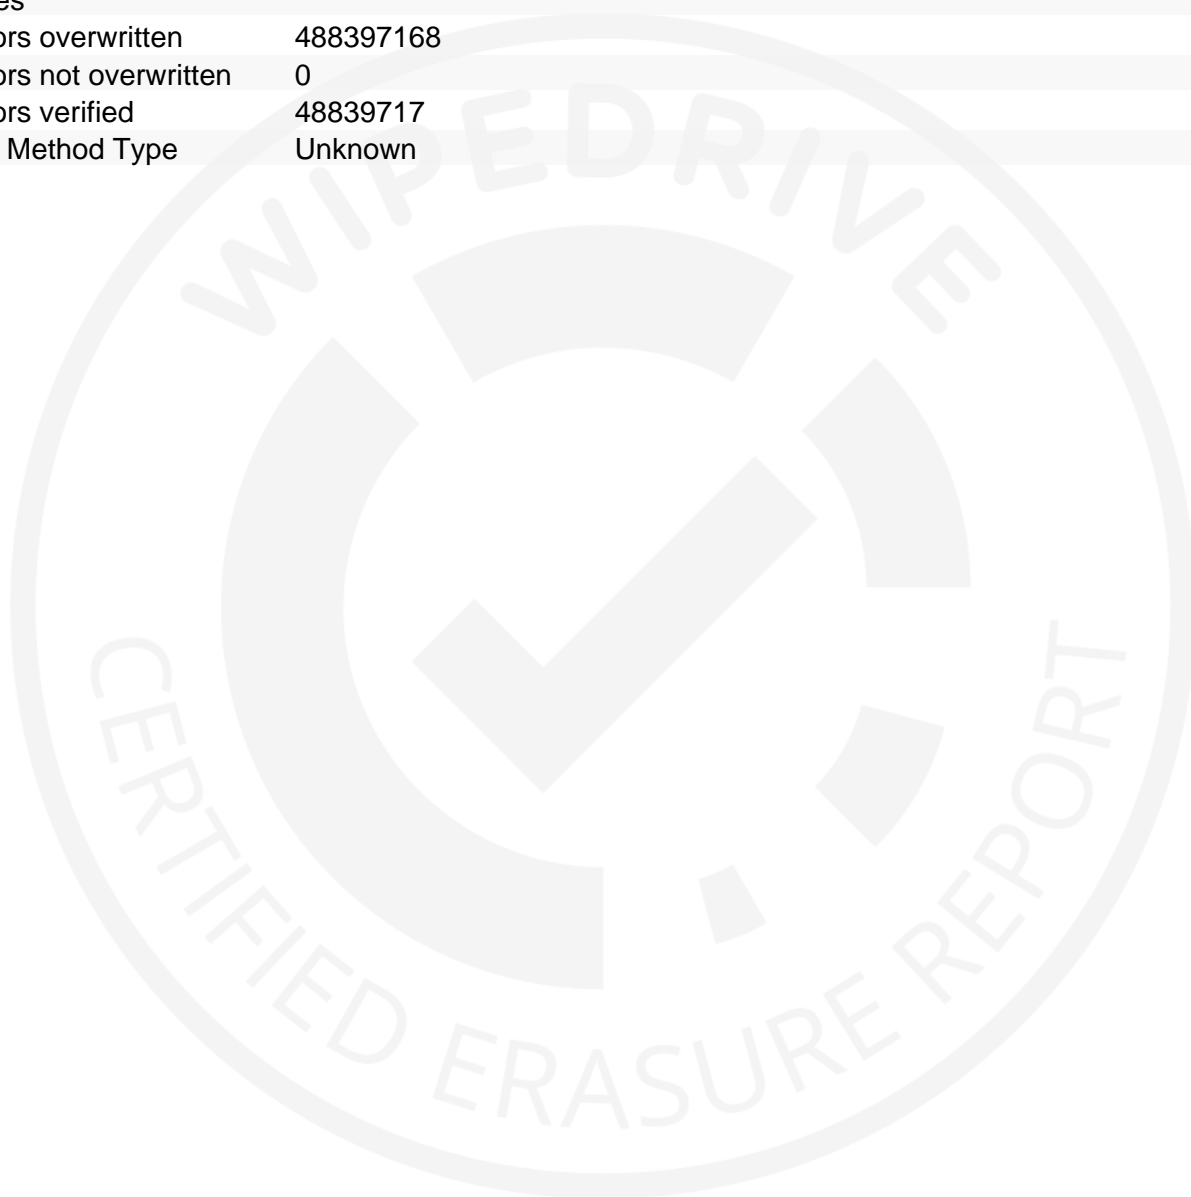 es
ors overwritten 488397168
ors not overwritten 0
ors verified 48839717
Method Type Unknown
WIPEDRIVE
CERTIFIED ERASURE REPORT